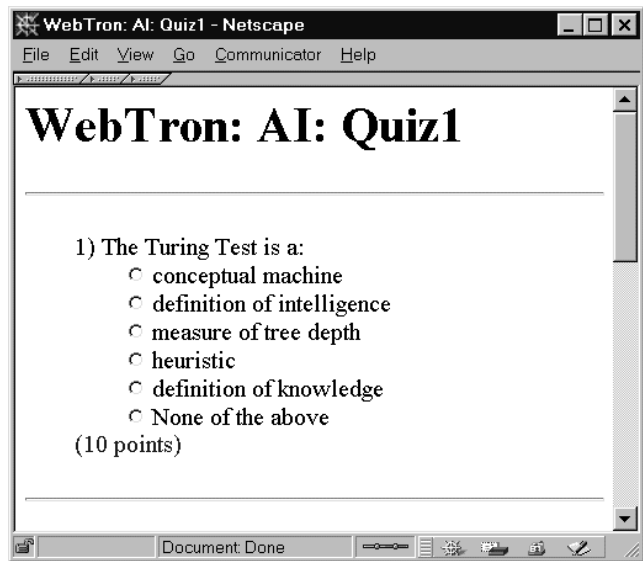 WebTron: AI: Quiz1 - Netscape
File Edit View Go Communicator Help
WebTron: AI: Quiz1
1) The Turing Test is a:
conceptual machine
definition of intelligence
measure of tree depth
heuristic
definition of knowledge
None of the above
(10 points)
Document: Done